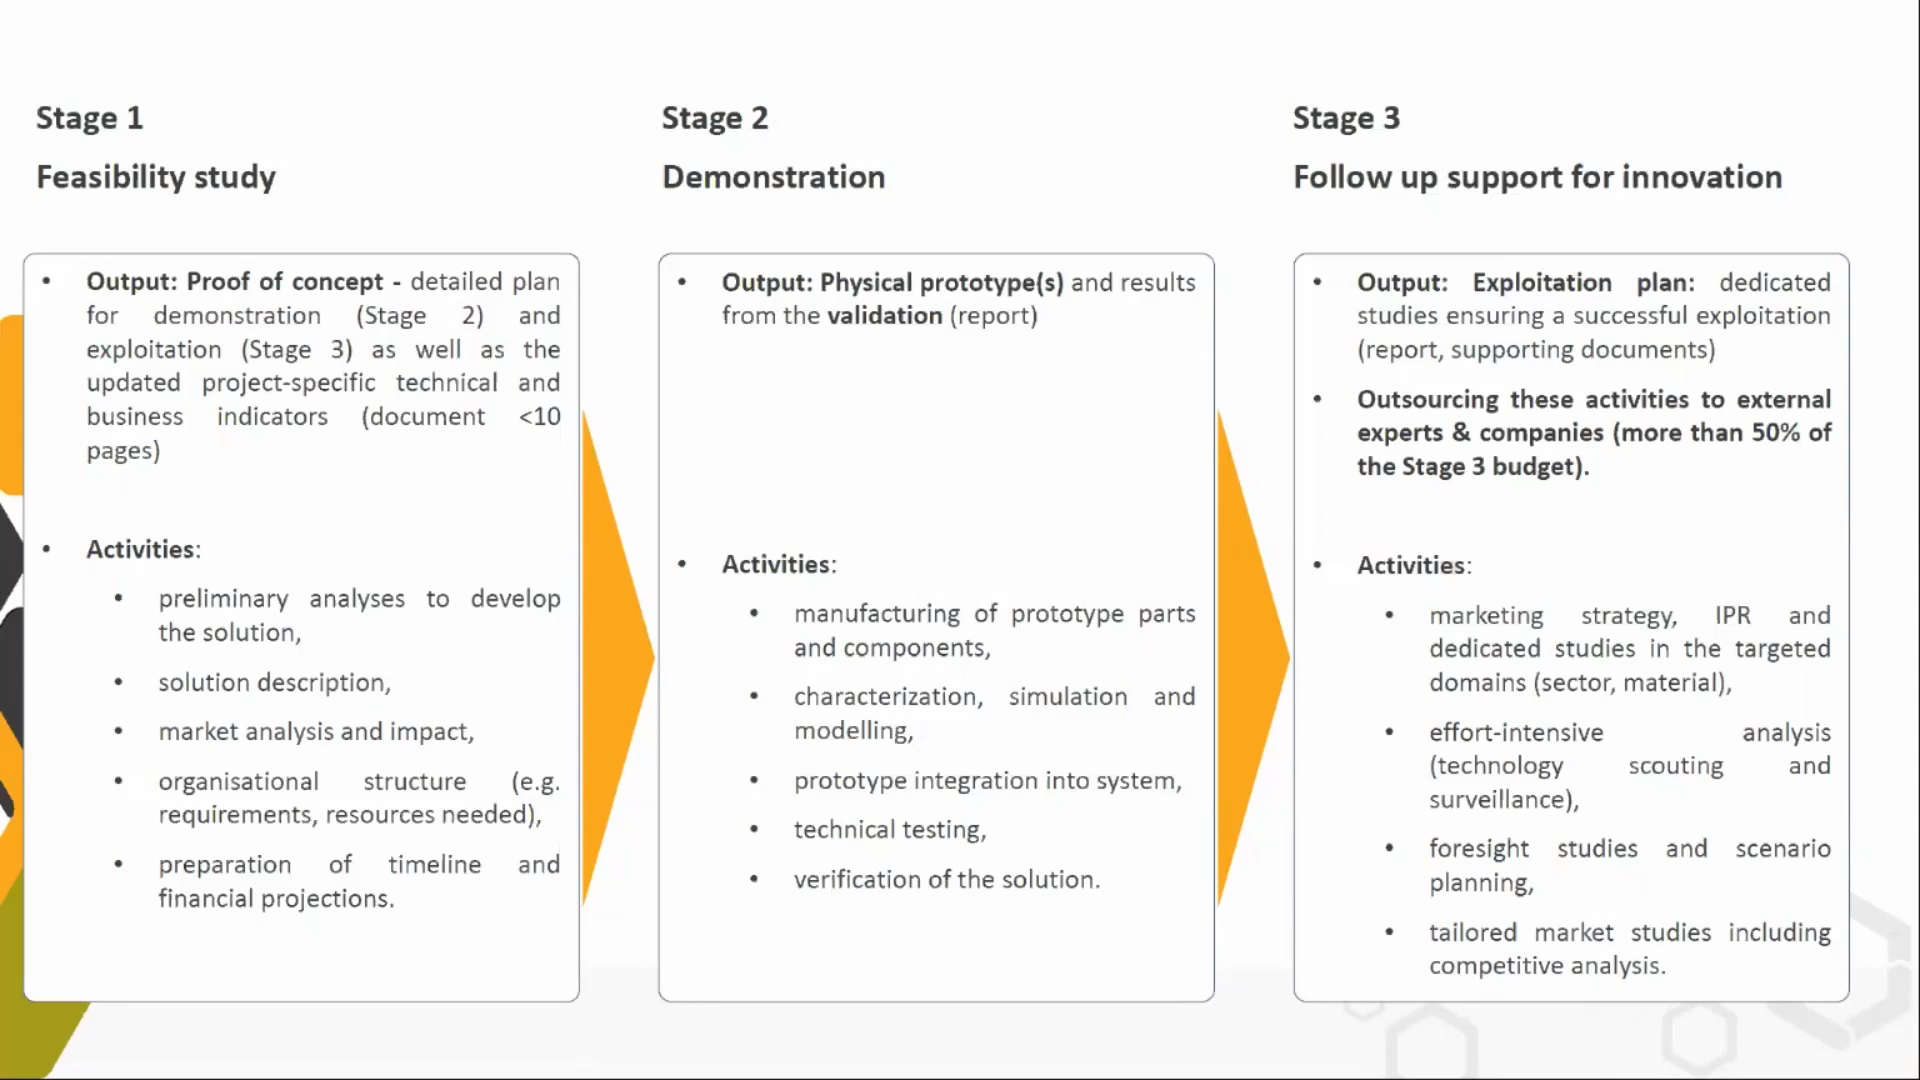 Stage 1
Feasibility study
• Output: Proof of concept - detailed plan
for demonstration (Stage 2) and
exploitation (Stage 3) as well as the
updated project-specific technical and
business indicators (document <10
pages)
• Activities:
• preliminary analyses to develop
the solution,
• solution description,
• market analysis and impact,
• organisational structure (e.g.
requirements, resources needed),
• preparation of timeline and
financial projections.
Stage 2
Demonstration
• Output: Physical prototype(s) and results
from the validation (report)
• Activities:
• manufacturing of prototype parts
and components,
• characterization, simulation and
modelling,
• prototype integration into system,
• technical testing,
• verification of the solution.
Stage 3
Follow up support for innovation
• Output: Exploitation plan: dedicated
studies ensuring a successful exploitation
(report, supporting documents)
• Outsourcing these activities to external
experts & companies (more than 50% of
the Stage 3 budget).
• Activities:
• marketing strategy, IPR and
dedicated studies in the targeted
domains (sector, material),
• effort-intensive analysis
(technology scouting and
surveillance),
• foresight studies and scenario
planning,
• tailored market studies including
competitive analysis.